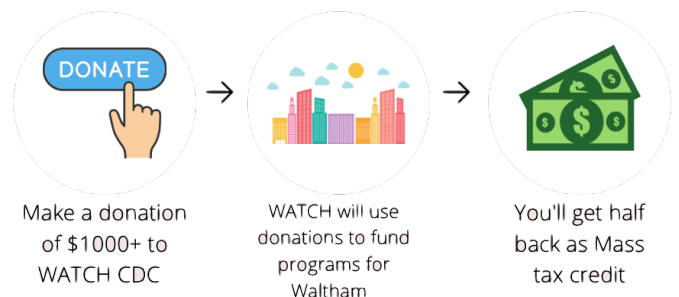 DONATE
Make a donation
of $1000+ to
WATCH CDC
WATCH will use
donations to fund
programs for
Waltham
$
$
$
$
You'll get half
back as Mass
tax credit